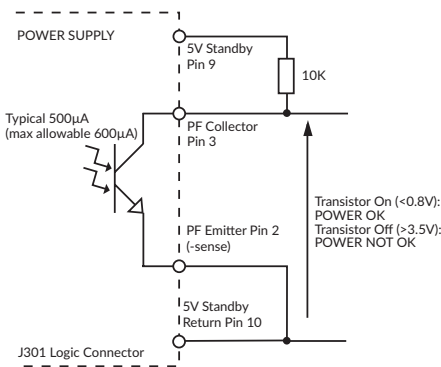 POWER SUPPLY
5V Standby
Pin 9
10K
Typical 500µA
(max allowable 600µA)
PF Collector
Pin 3
Transistor On (<0.8V):
POWER OK
Transistor Off (>3.5V):
POWER NOT OK
PF Emitter Pin 2
(-sense)
5V Standby
Return Pin 10
J301 Logic Connector